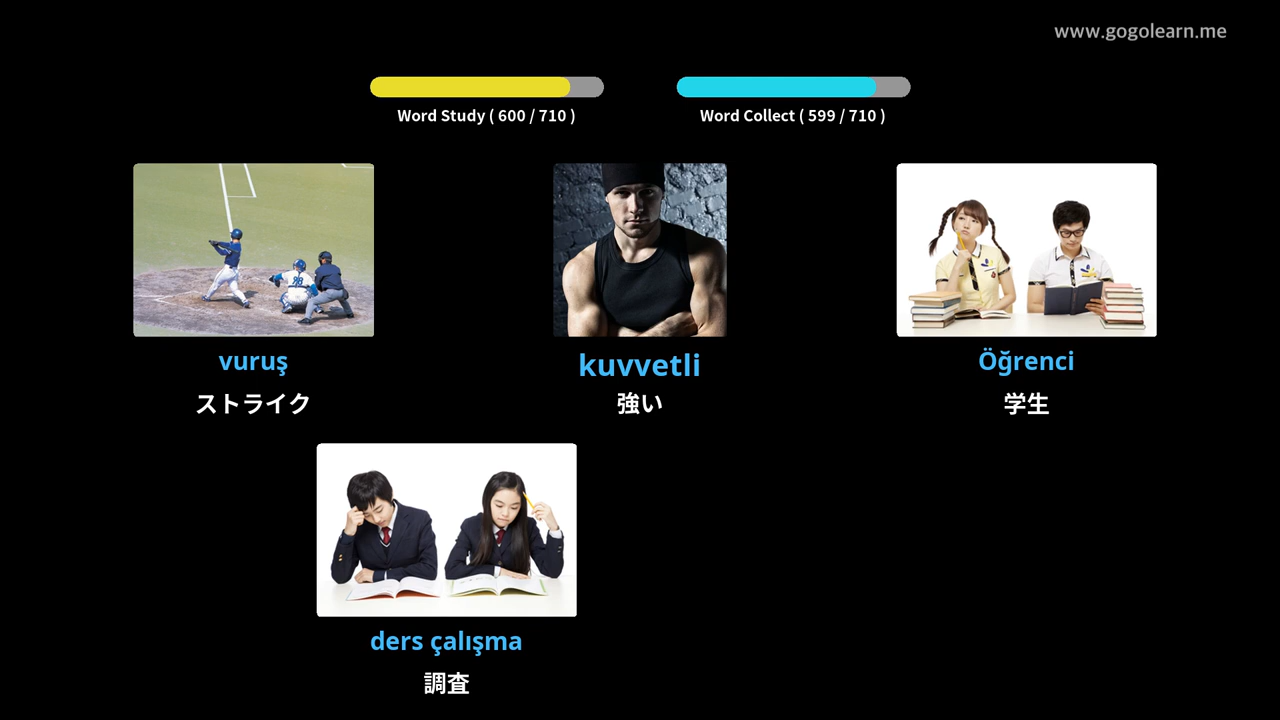 www.gogolearn.me
Word Study ( 600 / 710 )
Word Collect ( 599 / 710 )
vuruş
kuvvetli
Öğrenci
ストライク
強い
学生
ders çalışma
調査